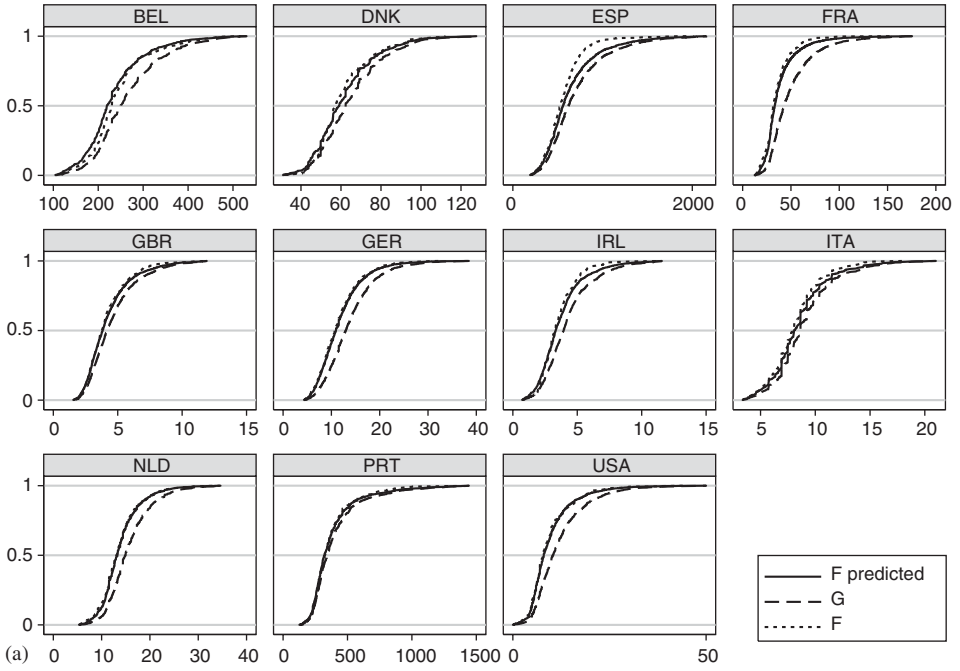 BEL DNK ESP FRA
1
0.5
0
100 200 300 400 500 40 60 80 100 120 0 2000 0 50 100 150 200
GBR GER IRL ITA
1
0.5
0
0 5 10 15 0 10 20 30 40 0 5 10 15 5 10 15 20
NLD PRT USA
1
0.5
0
0 10 20 30 40 0 500 1000 1500 0 50
F predicted
G
F
(a)